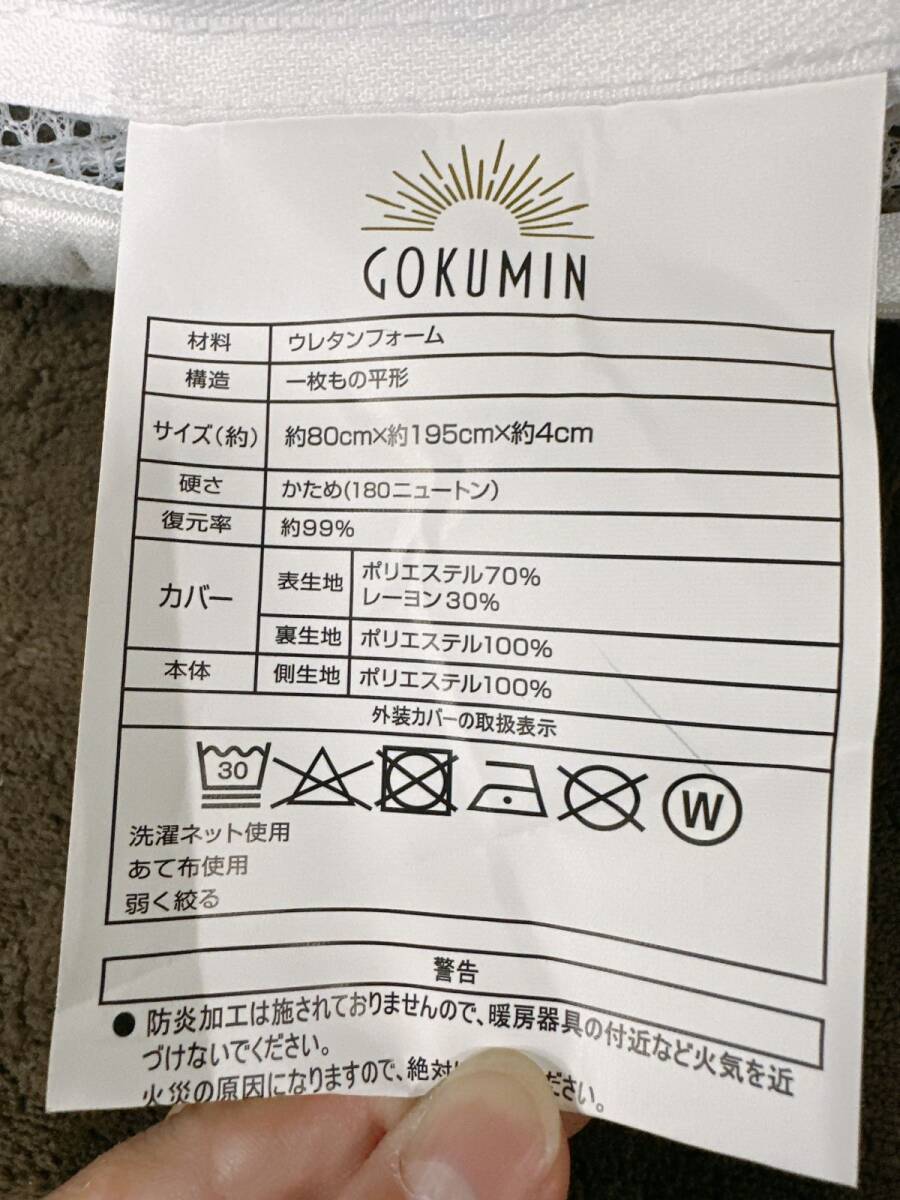 GOKUMIN
材料 ウレタンフォーム
構造 一枚もの平形
サイズ(約) 約80cm×約195cm×約4cm
硬さ かため(180ニュートン)
復元率 約99%
カバー 表生地 ポリエステル70%
レーヨン30%
裏生地 ポリエステル100%
本体 側生地 ポリエステル100%
外装カバーの取扱表示
30 W
洗濯ネット使用
あて布使用
弱く絞る
警告
● 防炎加工は施されておりませんので、暖房器具の付近など火気を近
づけないでください。
火災の原因になりますので、絶対 ださい。